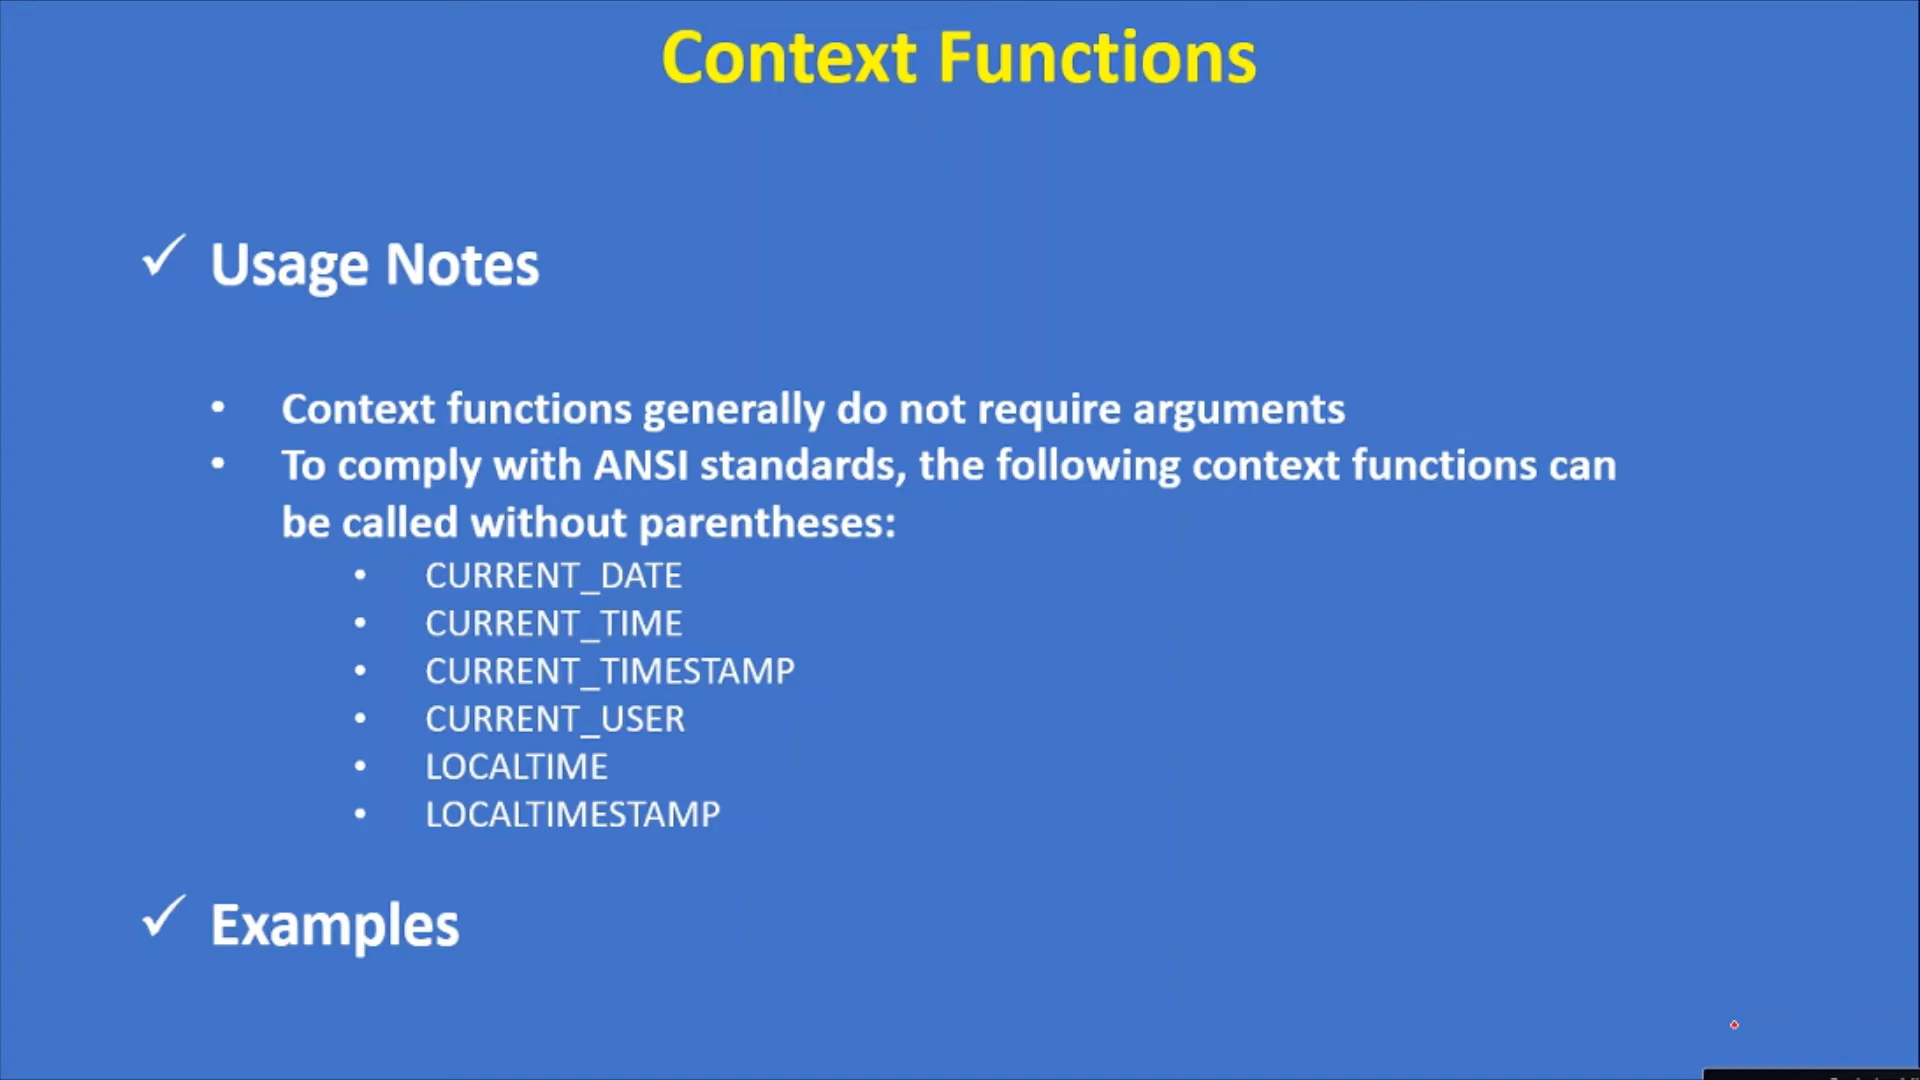 Context Functions
✓ Usage Notes
• Context functions generally do not require arguments
• To comply with ANSI standards, the following context functions can
be called without parentheses:
• CURRENT_DATE
• CURRENT_TIME
• CURRENT_TIMESTAMP
• CURRENT_USER
• LOCALTIME
• LOCALTIMESTAMP
✓ Examples